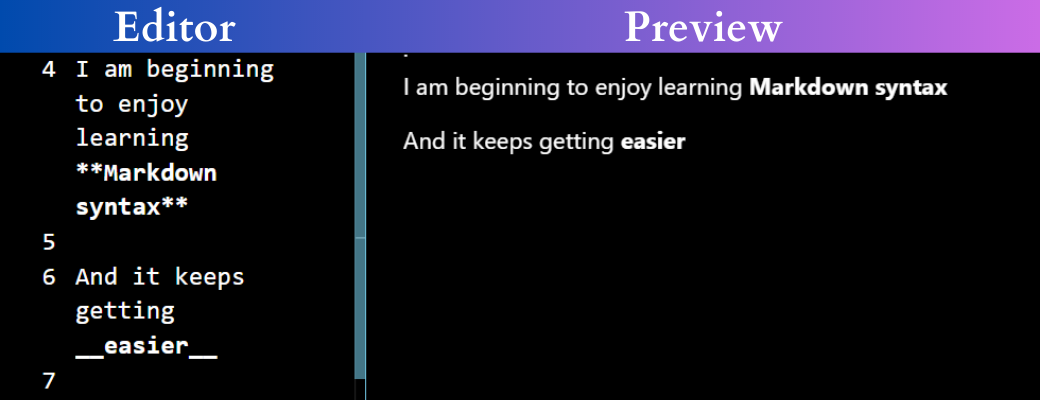 Editor
Preview
4 I am beginning
to enjoy
learning
**Markdown
syntax**
5
6 And it keeps
getting
__easier__
7
I am beginning to enjoy learning Markdown syntax
And it keeps getting easier